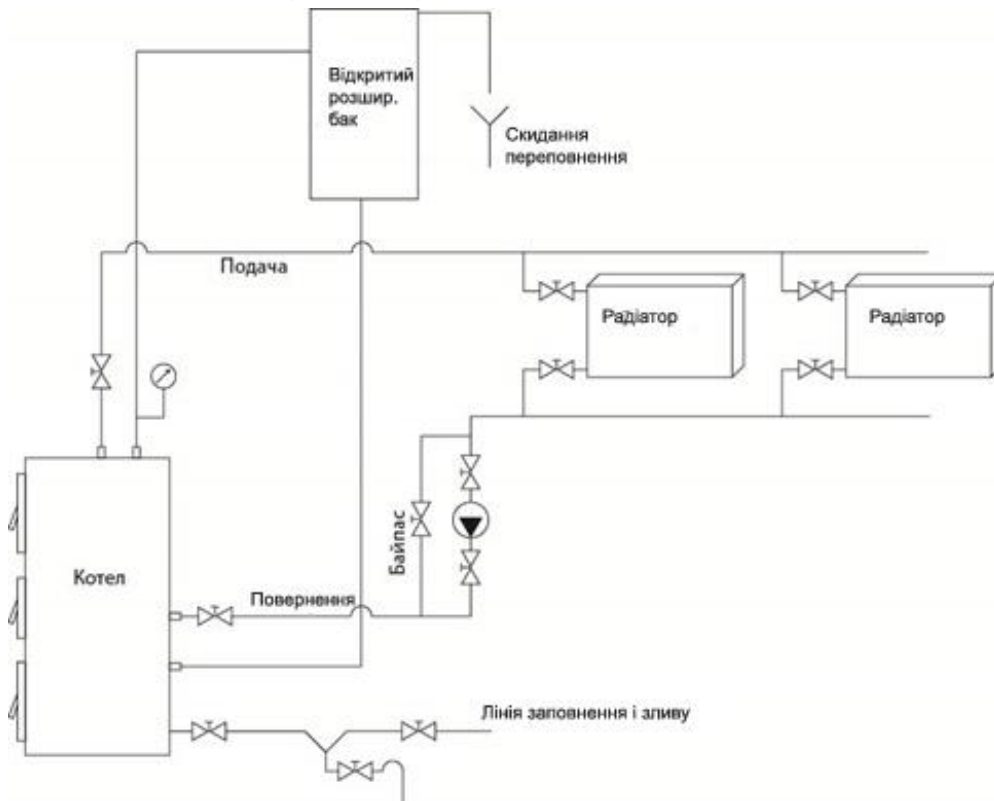 Відкритий
розшир.
бак
Скидання
переповнення
Подача
Радіатор
Радіатор
Байпас
Котел
Повернення
Лінія заповнення і зливу